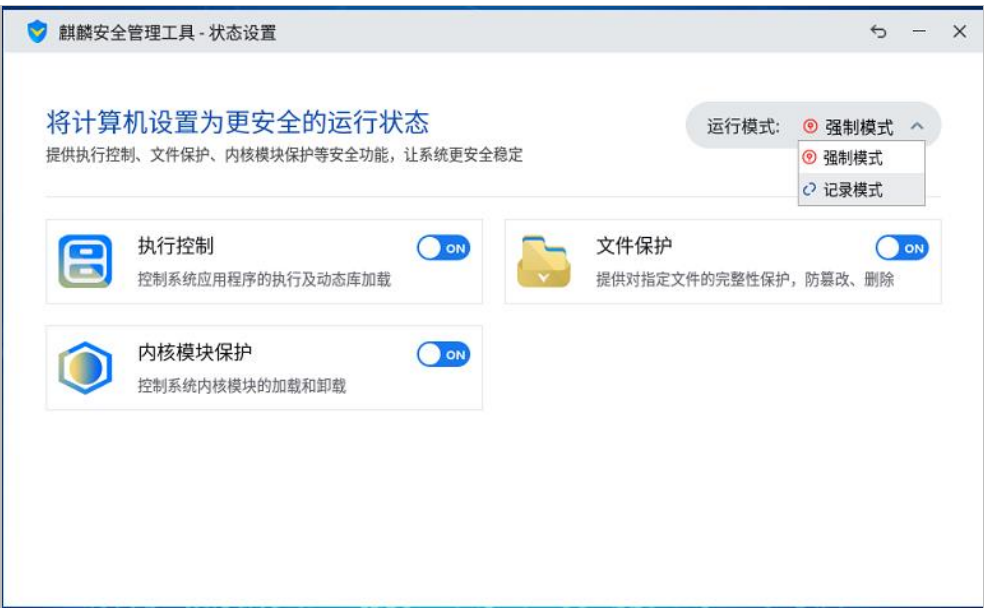 麒麟安全管理工具 - 状态设置
将计算机设置为更安全的运行状态
提供执行控制、文件保护、内核模块保护等安全功能，让系统更安全稳定
运行模式: 强制模式
强制模式
记录模式
执行控制
ON
控制系统应用程序的执行及动态库加载
文件保护
ON
提供对指定文件的完整性保护，防篡改、删除
内核模块保护
ON
控制系统内核模块的加载和卸载